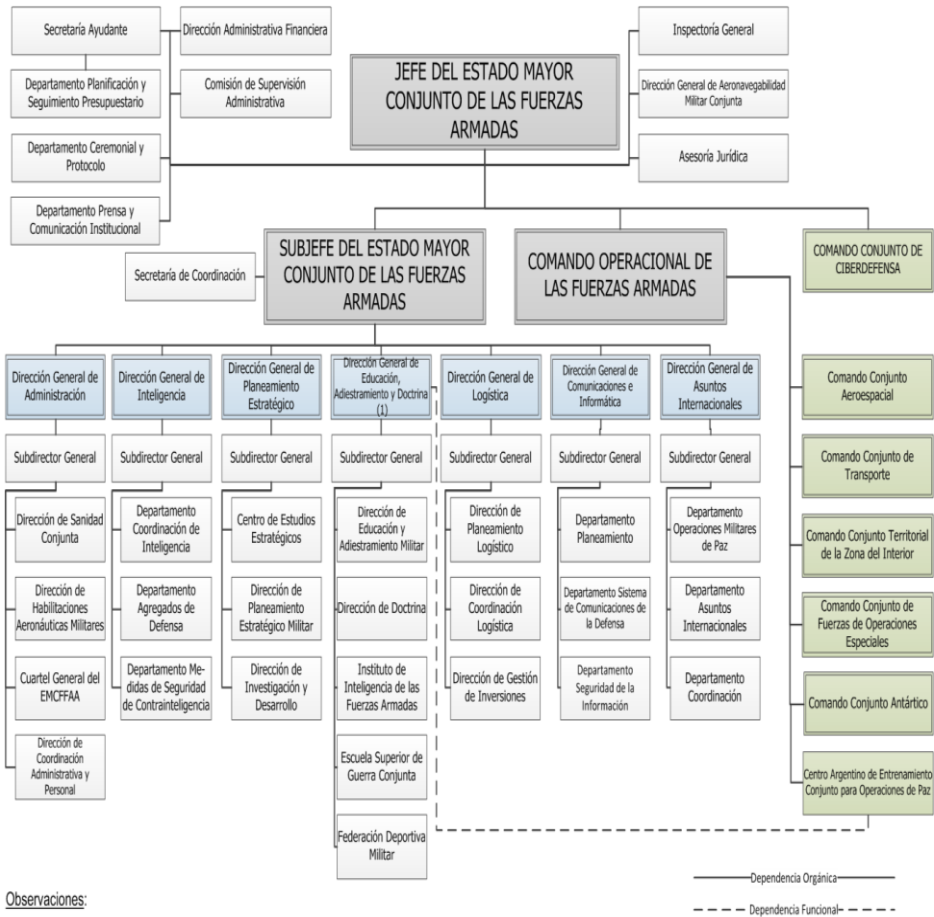 Secretaría Ayudante
Dirección Administrativa Financiera
Inspectoría General
Departamento Planificación y
Seguimiento Presupuestario
Comisión de Supervisión
Administrativa
JEFE DEL ESTADO MAYOR
CONJUNTO DE LAS FUERZAS
ARMADAS
Dirección General de Aeronavegabilidad
Militar Conjunta
Departamento Ceremonial y
Protocolo
Asesoría Jurídica
Departamento Prensa y
Comunicación Institucional
Secretaría de Coordinación
SUBJEFE DEL ESTADO MAYOR
CONJUNTO DE LAS FUERZAS
ARMADAS
COMANDO OPERACIONAL DE
LAS FUERZAS ARMADAS
COMANDO CONJUNTO DE
CIBERDEFENSA
Dirección General de
Administración
Dirección General de
Inteligencia
Dirección General de
Planeamiento
Estratégico
Dirección General de
Educación,
Adiestramiento y Doctrina
(1)
Dirección General de
Logística
Dirección General de
Comunicaciones e
Informática
Dirección General de
Asuntos
Internacionales
Comando Conjunto
Aeroespacial
Subdirector General
Subdirector General
Subdirector General
Subdirector General
Subdirector General
Subdirector General
Subdirector General
Comando Conjunto de
Transporte
Dirección de Sanidad
Conjunta
Departamento
Coordinación de
Inteligencia
Centro de Estudios
Estratégicos
Dirección de
Educación y
Adiestramiento Militar
Dirección de
Planeamiento
Logístico
Departamento
Planeamiento
Departamento
Operaciones Militares
de Paz
Comando Conjunto Territorial
de la Zona del Interior
Dirección de
Habilitaciones
Aeronáuticas Militares
Departamento
Agregados de
Defensa
Dirección de
Planeamiento
Estratégico Militar
Dirección de Doctrina
Dirección de
Coordinación
Logística
Departamento Sistema
de Comunicaciones de
la Defensa
Departamento
Asuntos
Internacionales
Comando Conjunto de
Fuerzas de Operaciones
Especiales
Cuartel General del
EMCFFAA
Departamento Me-
didas de Seguridad
de Contrainteligencia
Dirección de
Investigación y
Desarrollo
Instituto de
Inteligencia de las
Fuerzas Armadas
Dirección de Gestión
de Inversiones
Departamento
Seguridad de la
Información
Departamento
Coordinación
Comando Conjunto Antártico
Dirección de
Coordinación
Administrativa y
Personal
Escuela Superior de
Guerra Conjunta
Centro Argentino de Entrenamiento
Conjunto para Operaciones de Paz
Federación Deportiva
Militar
Dependencia Orgánica
Observaciones:
Dependencia Funcional